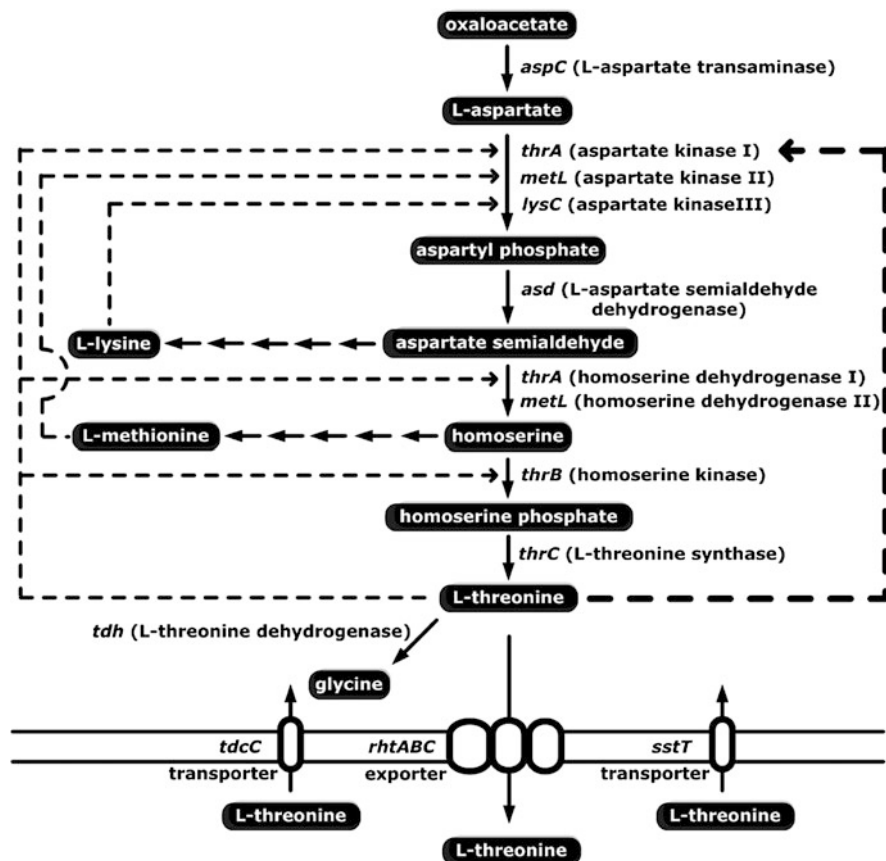 oxaloacetate
aspC (L-aspartate transaminase)
L-aspartate
thrA (aspartate kinase I)
metL (aspartate kinase II)
lysC (aspartate kinaseIII)
aspartyl phosphate
asd (L-aspartate semialdehyde
dehydrogenase)
L-lysine
aspartate semialdehyde
thrA (homoserine dehydrogenase I)
metL (homoserine dehydrogenase II)
L-methionine
homoserine
thrB (homoserine kinase)
homoserine phosphate
thrC (L-threonine synthase)
L-threonine
tdh (L-threonine dehydrogenase)
glycine
tdcC
transporter
rhtABC
exporter
sstT
transporter
L-threonine
L-threonine
L-threonine